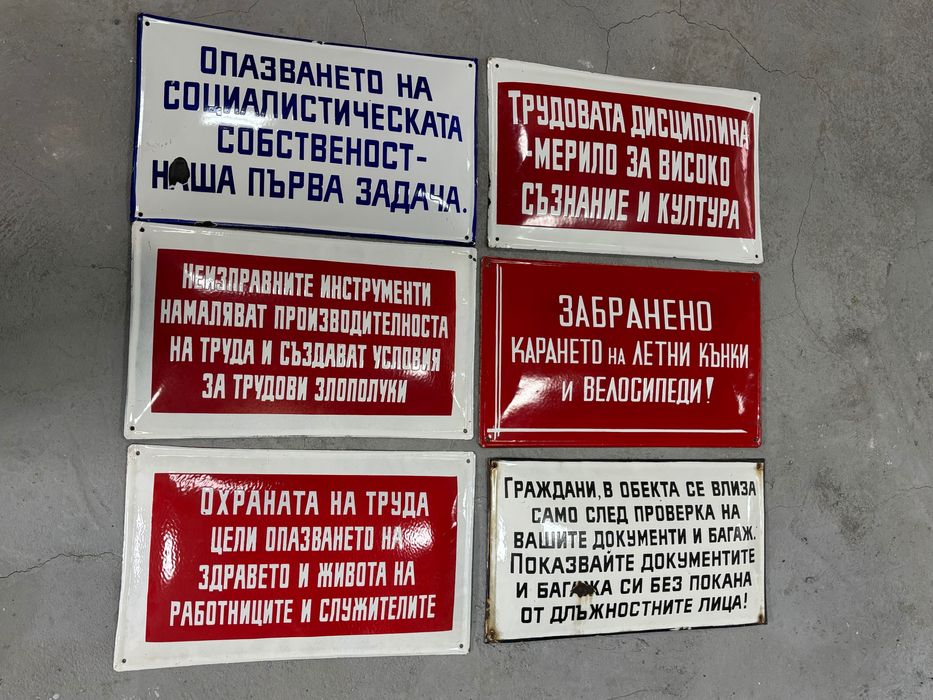 ОПАЗВАНЕТО НА
СОЦИАЛИСТИЧЕСКАТА
СОБСТВЕНОСТ-
НАША ПЪРВА ЗАДАЧА.
ТРУДОВАТА ДИСЦИПЛИНА
-МЕРИЛО ЗА ВИСОКО
СЪЗНАНИЕ И КУЛТУРА
НЕИЗПРАВНИТЕ ИНСТРУМЕНТИ
НАМАЛЯВАТ ПРОИЗВОДИТЕЛНОСТА
НА ТРУДА И СЪЗДАВАТ УСЛОВИЯ
ЗА ТРУДОВИ ЗЛОПОЛУКИ
ЗАБРАНЕНО
КАРАНЕТО НА ЛЕТНИ КЪНКИ
И ВЕЛОСИПЕДИ!
ОХРАНАТА НА ТРУДА
ЦЕЛИ ОПАЗВАНЕТО НА
ЗДРАВЕТО И ЖИВОТА НА
РАБОТНИЦИТЕ И СЛУЖИТЕЛИТЕ
ГРАЖДАНИ, В ОБЕКТА СЕ ВЛИЗА
САМО СЛЕД ПРОВЕРКА НА
ВАШИТЕ ДОКУМЕНТИ И БАГАЖ.
ПОКАЗВАЙТЕ ДОКУМЕНТИТЕ
И БАГАЖА СИ БЕЗ ПОКАНА
ОТ ДЛЪЖНОСТНИТЕ ЛИЦА!